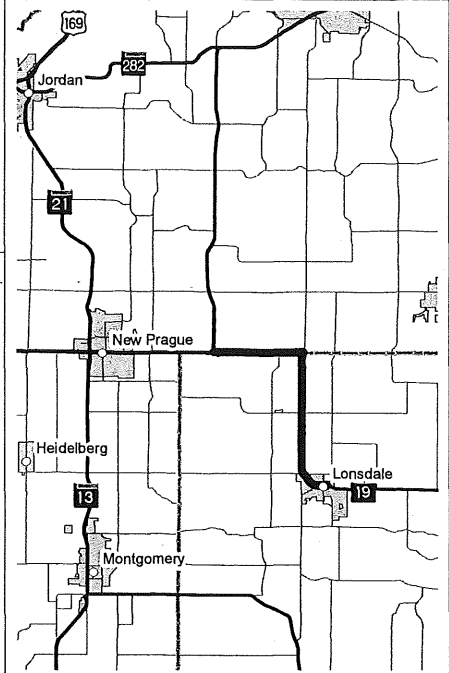 169
Jordan
282
21
New Prague
Heidelberg
Lonsdale
13
19
Montgomery